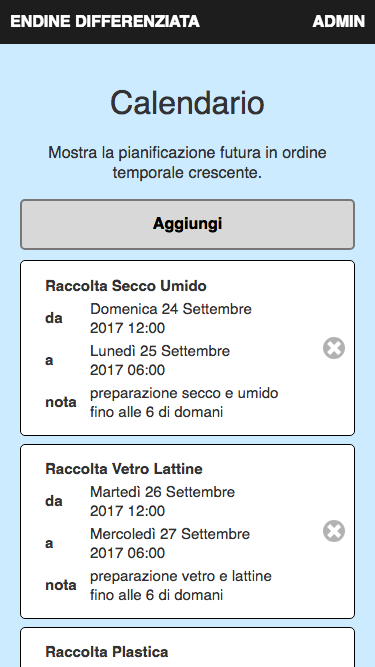 ENDINE DIFFERENZIATA ADMIN
Calendario
Mostra la pianificazione futura in ordine
temporale crescente.
Aggiungi
Raccolta Secco Umido
da Domenica 24 Settembre
2017 12:00
a Lunedì 25 Settembre
2017 06:00
nota preparazione secco e umido
fino alle 6 di domani
Raccolta Vetro Lattine
da Martedì 26 Settembre
2017 12:00
a Mercoledì 27 Settembre
2017 06:00
nota preparazione vetro e lattine
fino alle 6 di domani
Raccolta Plastica